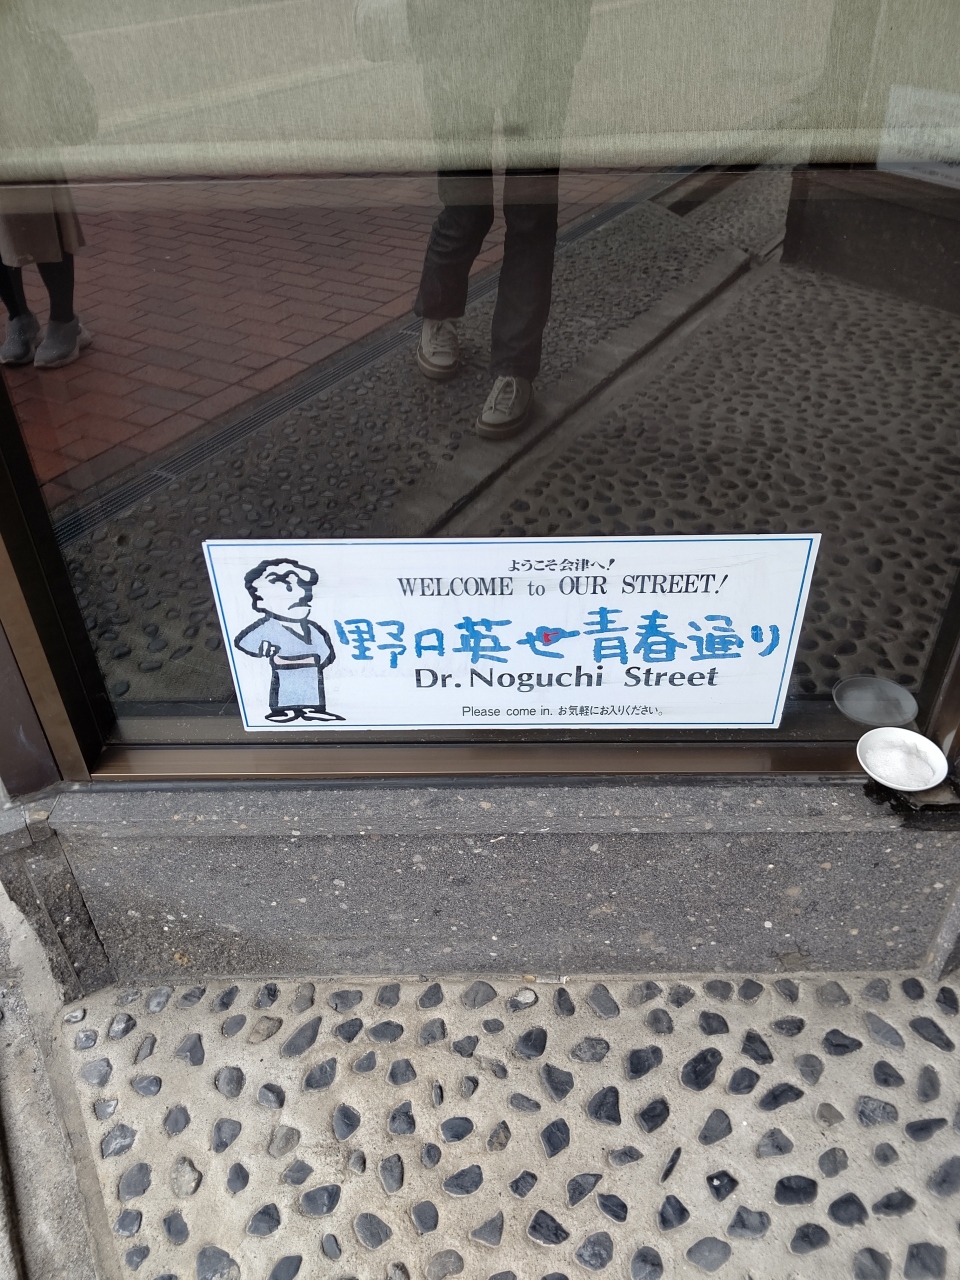 ようこそ会津へ!
WELCOME to OUR STREET!
野口英世青春通り
Dr. Noguchi Street
Please come in. お気軽にお入りください。